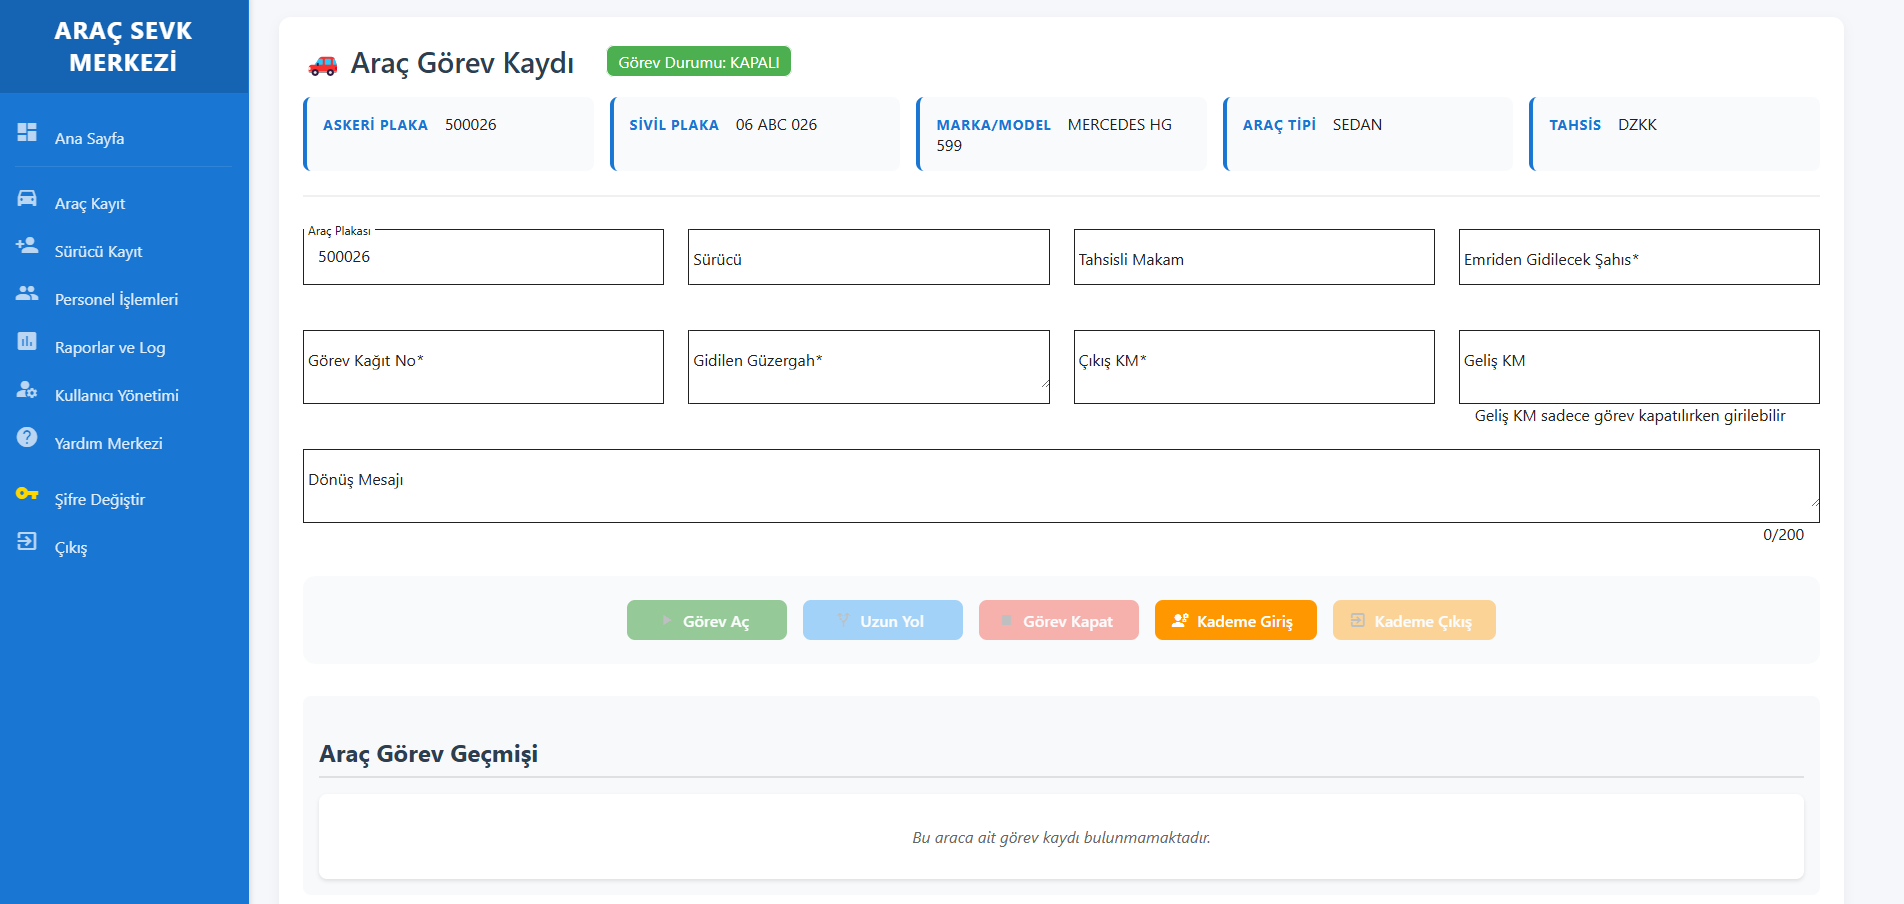 ARAÇ SEVK
MERKEZİ
Ana Sayfa
Araç Kayıt
Sürücü Kayıt
Personel İşlemleri
Raporlar ve Log
Kullanıcı Yönetimi
Yardım Merkezi
Şifre Değiştir
Çıkış
Araç Görev Kaydı
Görev Durumu: KAPALI
ASKERİ PLAKA 500026
SİVİL PLAKA 06 ABC 026
MARKA/MODEL MERCEDES HG
599
ARAÇ TİPİ SEDAN
TAHSİS DZKK
Araç Plakası
500026
Sürücü
Tahsisli Makam
Emriden Gidilecek Şahıs*
Görev Kağıt No*
Gidilen Güzergah*
Çıkış KM*
Geliş KM
Geliş KM sadece görev kapatılırken girilebilir
Dönüş Mesajı
0/200
Görev Aç
Uzun Yol
Görev Kapat
Kademe Giriş
Kademe Çıkış
Araç Görev Geçmişi
Bu araca ait görev kaydı bulunmamaktadır.